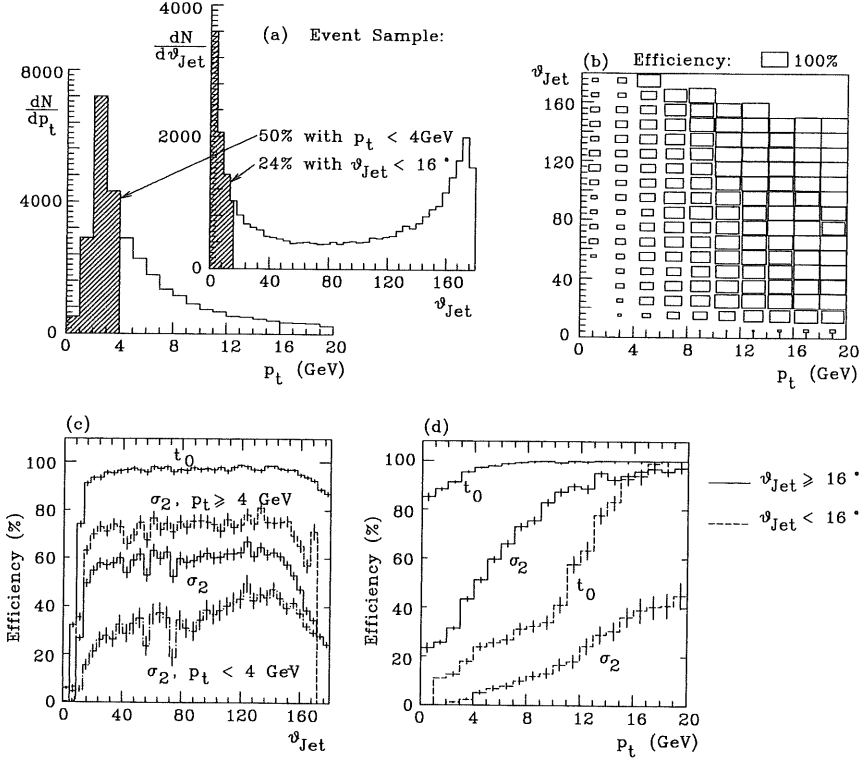 (a) Event Sample:
dN
dϑJet
4000
2000
0
0 40 80 120 160
ϑJet
dN
dpt
8000
4000
0
0 4 8 12 16 20
pt (GeV)
50% with pt < 4GeV
24% with ϑJet < 16°
(b) Efficiency: 100%
ϑJet
160
120
80
40
0
0 4 8 12 16 20
pt (GeV)
(c)
Efficiency (%)
100
80
60
40
20
0
t0
σ2, pt ⩾ 4 GeV
σ2
σ2, pt < 4 GeV
0 40 80 120 160
ϑJet
(d)
Efficiency (%)
100
80
60
40
20
0
t0
σ2
t0
σ2
0 4 8 12 16 20
pt (GeV)
ϑJet ⩾ 16°
ϑJet < 16°